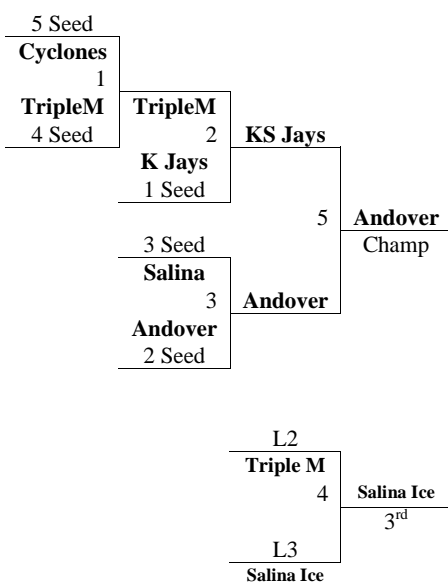 5 Seed
Cyclones
1
TripleM
4 Seed
TripleM
2
K Jays
1 Seed
KS Jays
3 Seed
Salina
3
Andover
2 Seed
Andover
5
Andover
Champ
L2
Triple M
4
L3
Salina Ice
Salina Ice
3rd